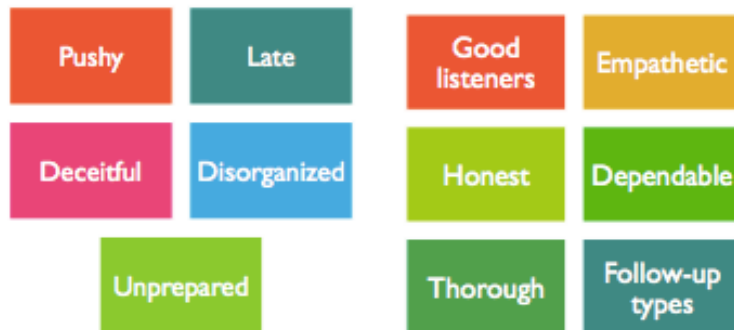 Pushy
Late
Deceitful
Disorganized
Unprepared
Good
listeners
Empathetic
Honest
Dependable
Thorough
Follow-up
types